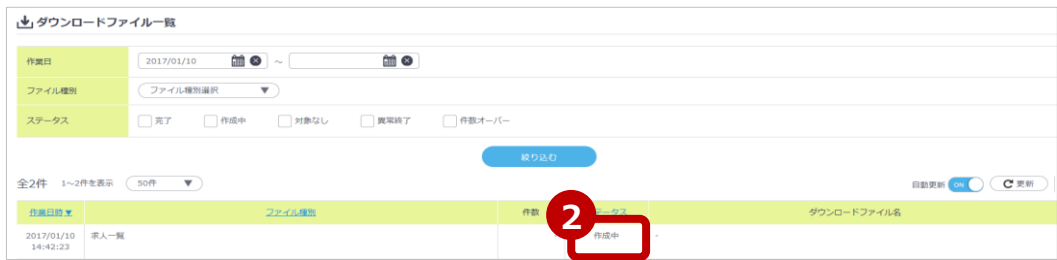 ダウンロードファイル一覧
作業日 2017/01/10 ～
ファイル種別 ファイル種別選択 ▼
ステータス 完了 作成中 対象なし 異常終了 件数オーバー
絞り込む
全2件 1～2件を表示 50件 ▼ 自動更新 ON 更新
作業日時▼ ファイル種別 件数 ステータス ダウンロードファイル名
2
2017/01/10 求人一覧 作成中 -
14:42:23